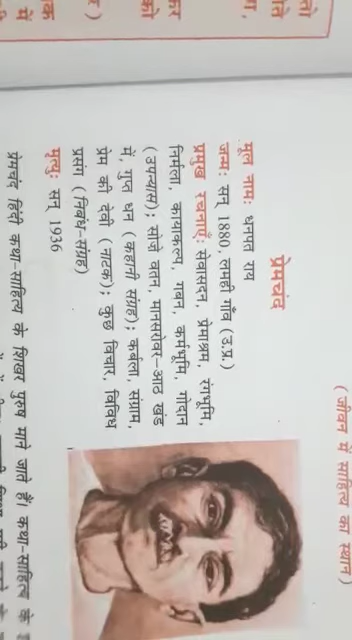 (जीवन में साहित्य का स्थान)
प्रेमचंद
मूल नाम: धनपत राय
जन्म: सन् 1880, लमही गाँव (उ.प्र.)
प्रमुख रचनाएँ: सेवासदन, प्रेमाश्रम, रंगभूमि,
निर्मला, कायाकल्प, गबन, कर्मभूमि, गोदान
(उपन्यास); सोज़े वतन, मानसरोवर–आठ खंड
में, गुप्त धन (कहानी संग्रह); कर्बला, संग्राम,
प्रेम की वेदी (नाटक); कुछ विचार, विविध
प्रसंग (निबंध-संग्रह)
मृत्यु: सन् 1936
प्रेमचंद हिंदी कथा-साहित्य के शिखर पुरुष माने जाते हैं। कथा-साहित्य के